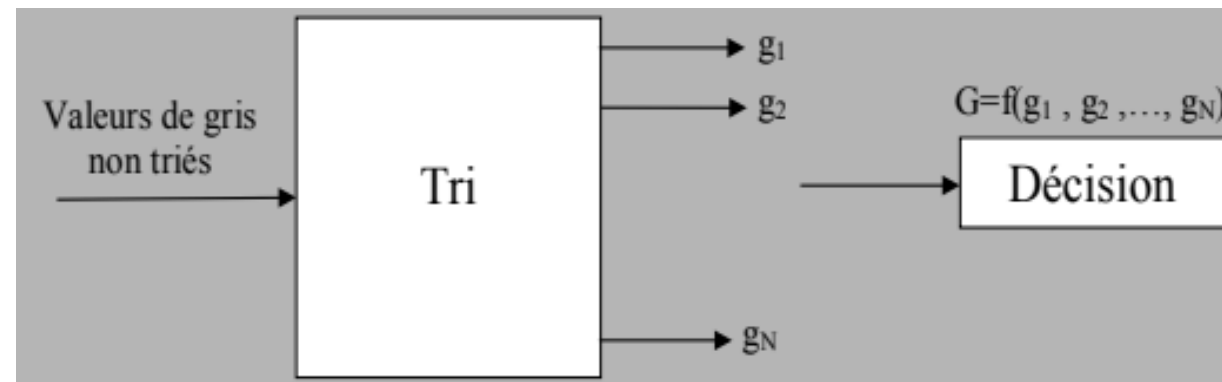 Valeurs de gris
non triés
Tri
g1
g2
gN
G=f(g1 , g2 ,…, gN)
Décision